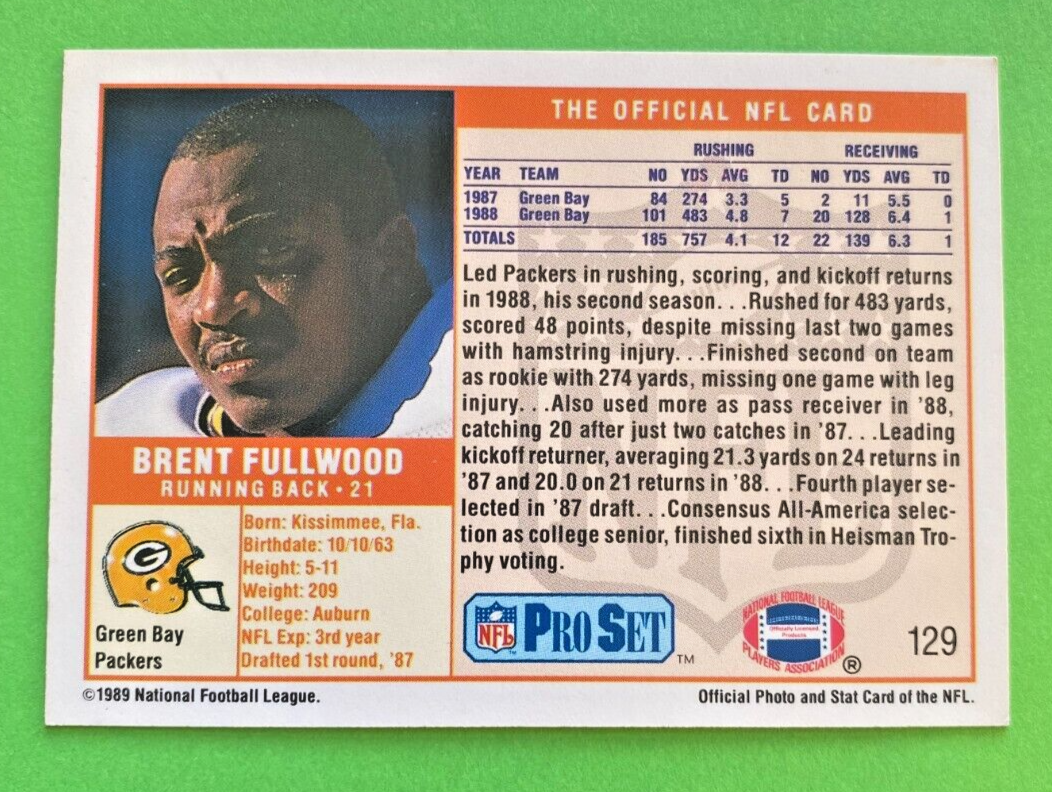 THE OFFICIAL NFL CARD
RUSHING RECEIVING
YEAR TEAM NO YDS AVG TD NO YDS AVG TD
1987 Green Bay 84 274 3.3 5 2 11 5.5 0
1988 Green Bay 101 483 4.8 7 20 128 6.4 1
TOTALS 185 757 4.1 12 22 139 6.3 1
Led Packers in rushing, scoring, and kickoff returns
in 1988, his second season. . .Rushed for 483 yards,
scored 48 points, despite missing last two games
with hamstring injury. . .Finished second on team
as rookie with 274 yards, missing one game with leg
injury. . .Also used more as pass receiver in '88,
catching 20 after just two catches in '87. . .Leading
kickoff returner, averaging 21.3 yards on 24 returns in
'87 and 20.0 on 21 returns in '88. . .Fourth player se-
lected in '87 draft. . .Consensus All-America selec-
tion as college senior, finished sixth in Heisman Tro-
phy voting.
BRENT FULLWOOD
RUNNING BACK • 21
G
Green Bay
Packers
Born: Kissimmee, Fla.
Birthdate: 10/10/63
Height: 5-11
Weight: 209
College: Auburn
NFL Exp: 3rd year
Drafted 1st round, '87
NFL PRO SET TM
NATIONAL FOOTBALL LEAGUE
Officially Licensed
Products
PLAYERS ASSOCIATION ®
129
©1989 National Football League.
Official Photo and Stat Card of the NFL.